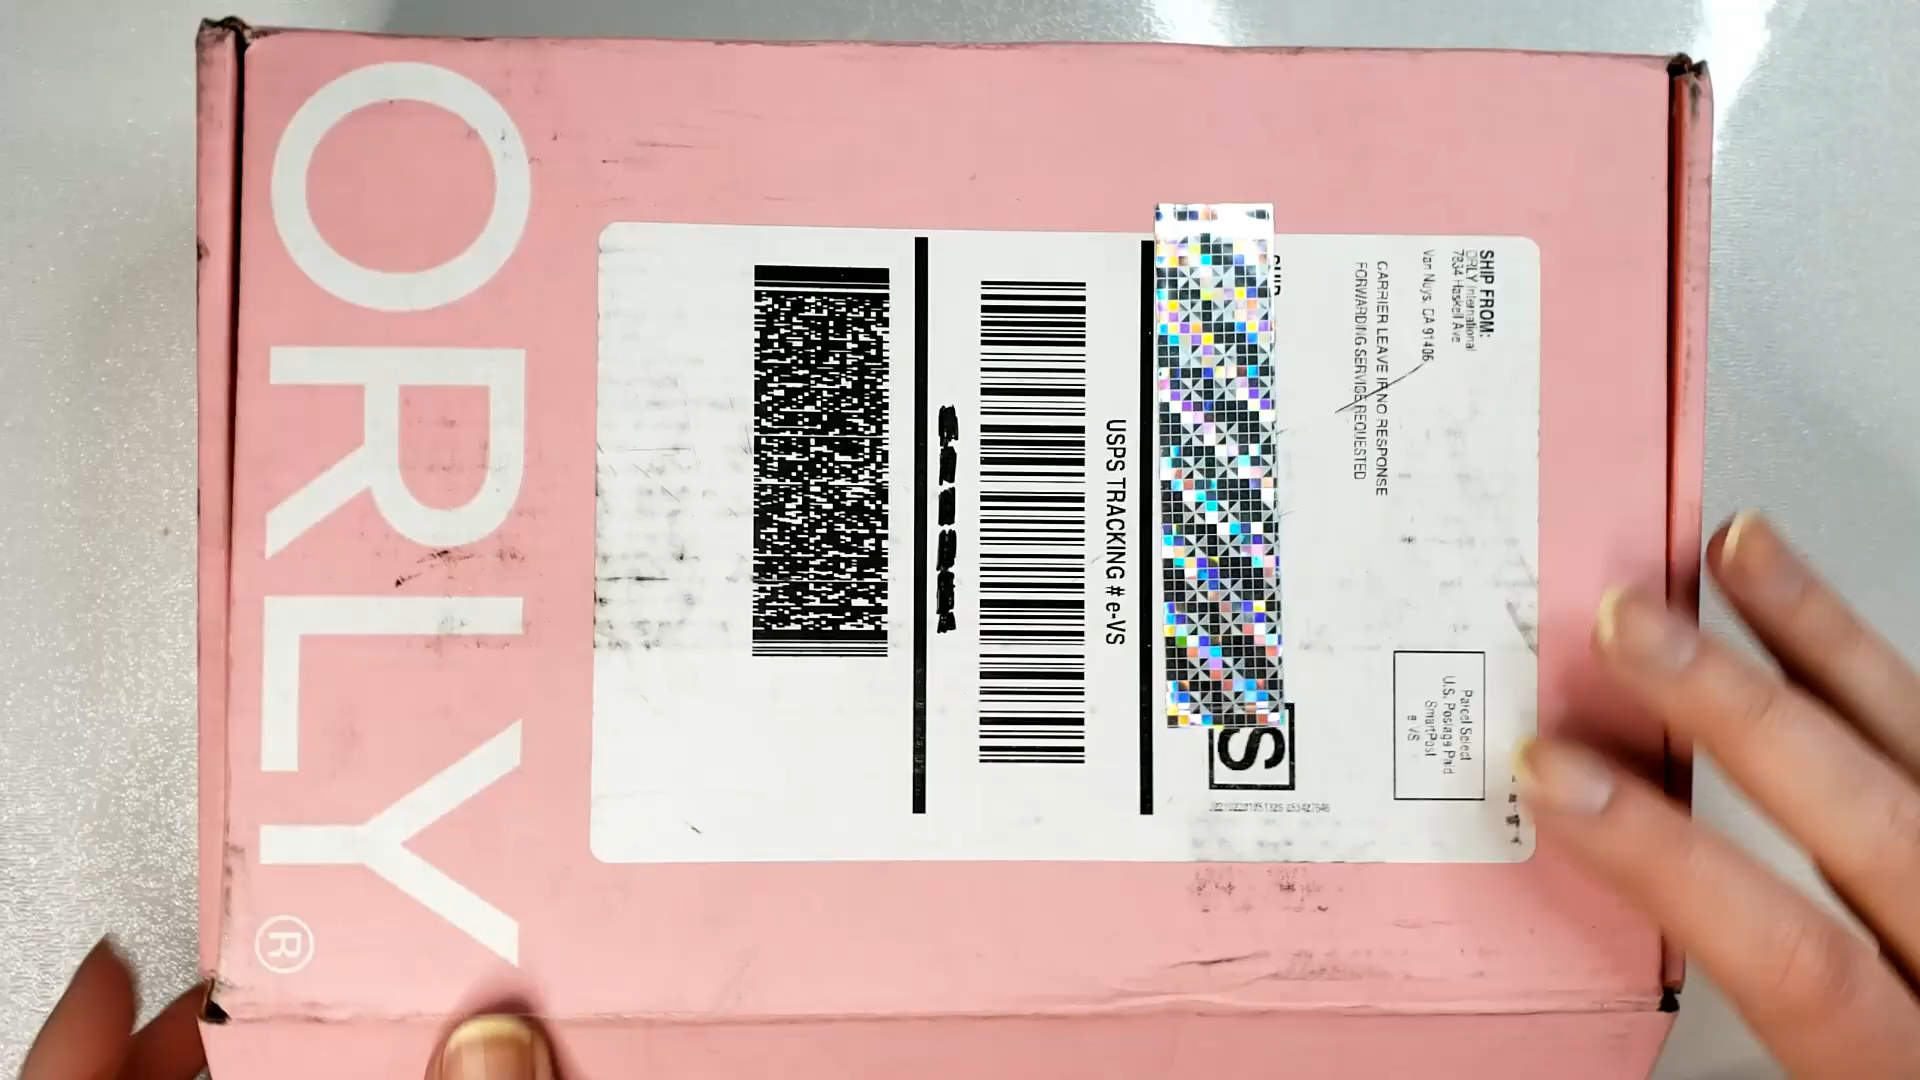 ORLY®
SHIP FROM:
ORLY International
7834 Haskell Ave
Van Nuys, CA 91406
CARRIER LEAVE IF NO RESPONSE
FORWARDING SERVICE REQUESTED
Parcel Select
U.S. Postage Paid
SmartPost
e-VS
SHIP
S
USPS TRACKING # e-VS